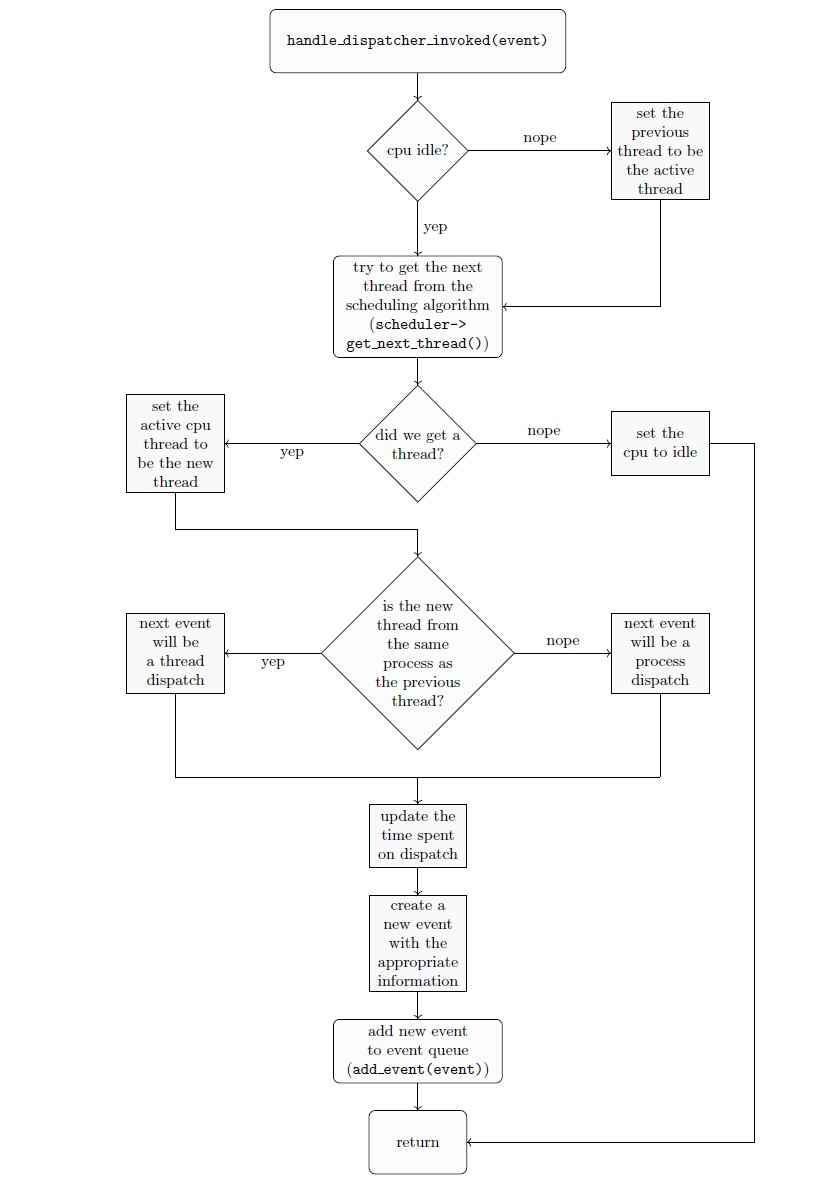 handle_dispatcher_invoked(event)
cpu idle?
nope
set the
previous
thread to be
the active
thread
yep
try to get the next
thread from the
scheduling algorithm
(scheduler->
get_next_thread())
did we get a
thread?
yep
set the
active cpu
thread to
be the new
thread
nope
set the
cpu to idle
is the new
thread from
the same
process as
the previous
thread?
yep
next event
will be
a thread
dispatch
nope
next event
will be a
process
dispatch
update the
time spent
on dispatch
create a
new event
with the
appropriate
information
add new event
to event queue
(add_event(event))
return